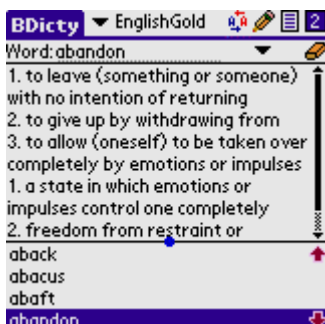 BDicty EnglishGold 2
Word: abandon
1. to leave (something or someone)
with no intention of returning
2. to give up by withdrawing from
3. to allow (oneself) to be taken over
completely by emotions or impulses
1. a state in which emotions or
impulses control one completely
2. freedom from restraint or
aback
abacus
abaft
abandon